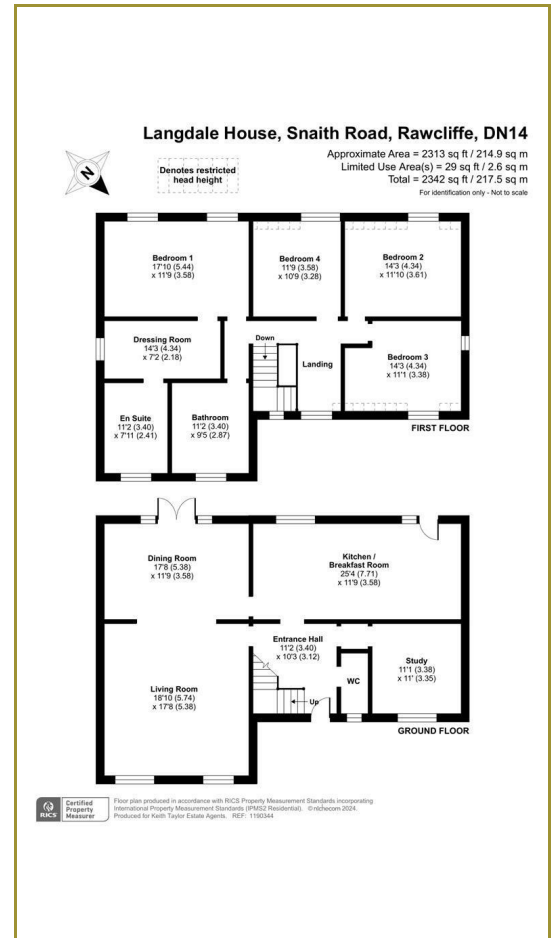 Langdale House, Snaith Road, Rawcliffe, DN14
Approximate Area = 2313 sq ft / 214.9 sq m
Limited Use Area(s) = 29 sq ft / 2.6 sq m
Total = 2342 sq ft / 217.5 sq m
For identification only - Not to scale
N
Denotes restricted
head height
Bedroom 1
17'10 (5.44)
x 11'9 (3.58)
Bedroom 4
11'9 (3.58)
x 10'9 (3.28)
Bedroom 2
14'3 (4.34)
x 11'10 (3.61)
Dressing Room
14'3 (4.34)
x 7'2 (2.18)
Down
Landing
Bedroom 3
14'3 (4.34)
x 11'1 (3.38)
En Suite
11'2 (3.40)
x 7'11 (2.41)
Bathroom
11'2 (3.40)
x 9'5 (2.87)
FIRST FLOOR
Dining Room
17'8 (5.38)
x 11'9 (3.58)
Kitchen /
Breakfast Room
25'4 (7.71)
x 11'9 (3.58)
Entrance Hall
11'2 (3.40)
x 10'3 (3.12)
Study
11'1 (3.38)
x 11' (3.35)
WC
Living Room
18'10 (5.74)
x 17'8 (5.38)
Up
GROUND FLOOR
RICS
Certified
Property
Measurer
Floor plan produced in accordance with RICS Property Measurement Standards incorporating
International Property Measurement Standards (IPMS2 Residential). ©nichecom 2024.
Produced for Keith Taylor Estate Agents. REF: 1190344